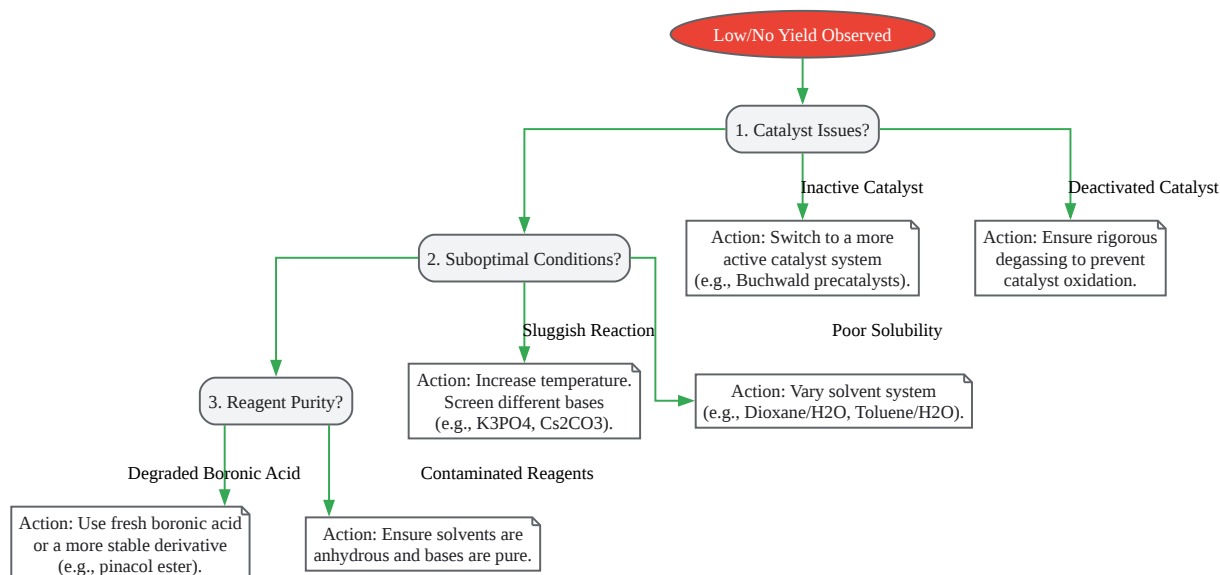 Low/No Yield Observed
1. Catalyst Issues?
Inactive Catalyst
Deactivated Catalyst
Action: Switch to a more
active catalyst system
(e.g., Buchwald precatalysts).
Action: Ensure rigorous
degassing to prevent
catalyst oxidation.
2. Suboptimal Conditions?
Sluggish Reaction
Poor Solubility
Action: Increase temperature.
Screen different bases
(e.g., K3PO4, Cs2CO3).
Action: Vary solvent system
(e.g., Dioxane/H2O, Toluene/H2O).
3. Reagent Purity?
Degraded Boronic Acid
Contaminated Reagents
Action: Use fresh boronic acid
or a more stable derivative
(e.g., pinacol ester).
Action: Ensure solvents are
anhydrous and bases are pure.